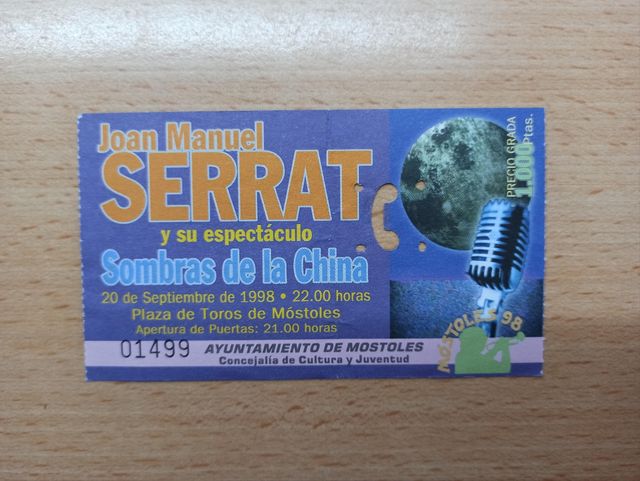 Joan Manuel
SERRAT
y su espectáculo
Sombras de la China
20 de Septiembre de 1998 • 22.00 horas
Plaza de Toros de Móstoles
Apertura de Puertas: 21.00 horas
01499
AYUNTAMIENTO DE MOSTOLES
Concejalía de Cultura y Juventud
PRECIO GRADA
1.000 Ptas.
MÓSTOLES 98